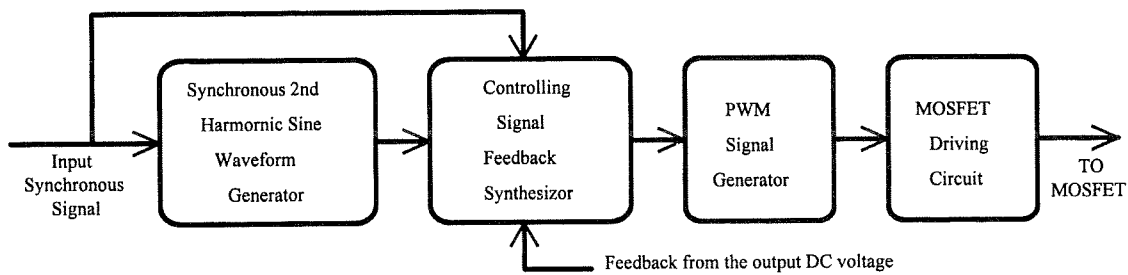 Input
Synchronous
Signal
Synchronous 2nd
Harmornic Sine
Waveform
Generator
Controlling
Signal
Feedback
Synthesizor
PWM
Signal
Generator
MOSFET
Driving
Circuit
TO
MOSFET
Feedback from the output DC voltage